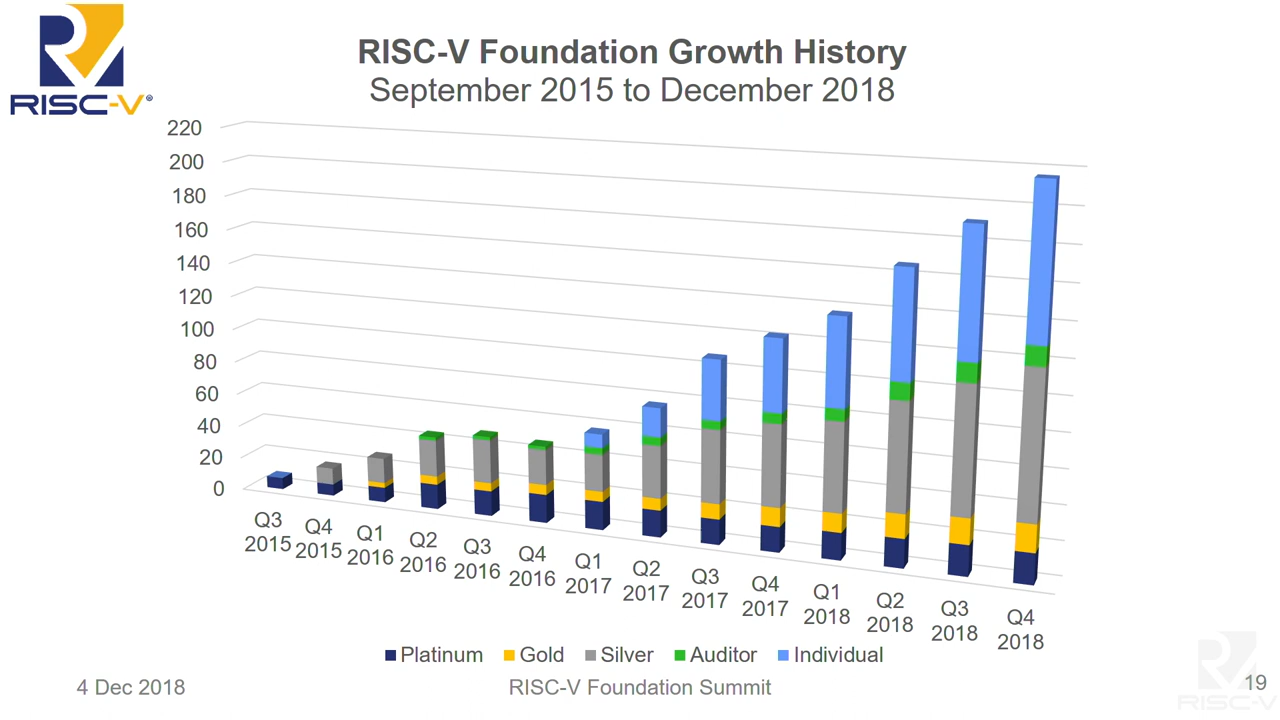 RISC-V®
RISC-V Foundation Growth History
September 2015 to December 2018
220
200
180
160
140
120
100
80
60
40
20
0
Q3 2015
Q4 2015
Q1 2016
Q2 2016
Q3 2016
Q4 2016
Q1 2017
Q2 2017
Q3 2017
Q4 2017
Q1 2018
Q2 2018
Q3 2018
Q4 2018
Platinum Gold Silver Auditor Individual
4 Dec 2018
RISC-V Foundation Summit
19
RISC-V